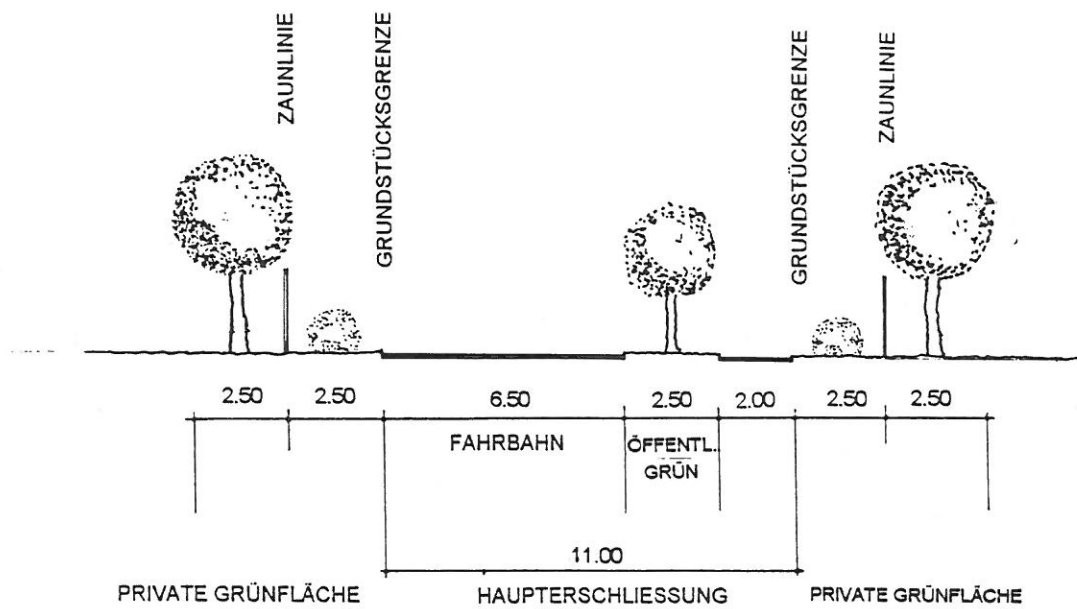 ZAUNLINIE
GRUNDSTÜCKSGRENZE
GRUNDSTÜCKSGRENZE
ZAUNLINIE
2.50 2.50 6.50 2.50 2.00 2.50 2.50
FAHRBAHN
ÖFFENTL.
GRÜN
11.00
PRIVATE GRÜNFLÄCHE HAUPTERSCHLIESSUNG PRIVATE GRÜNFLÄCHE